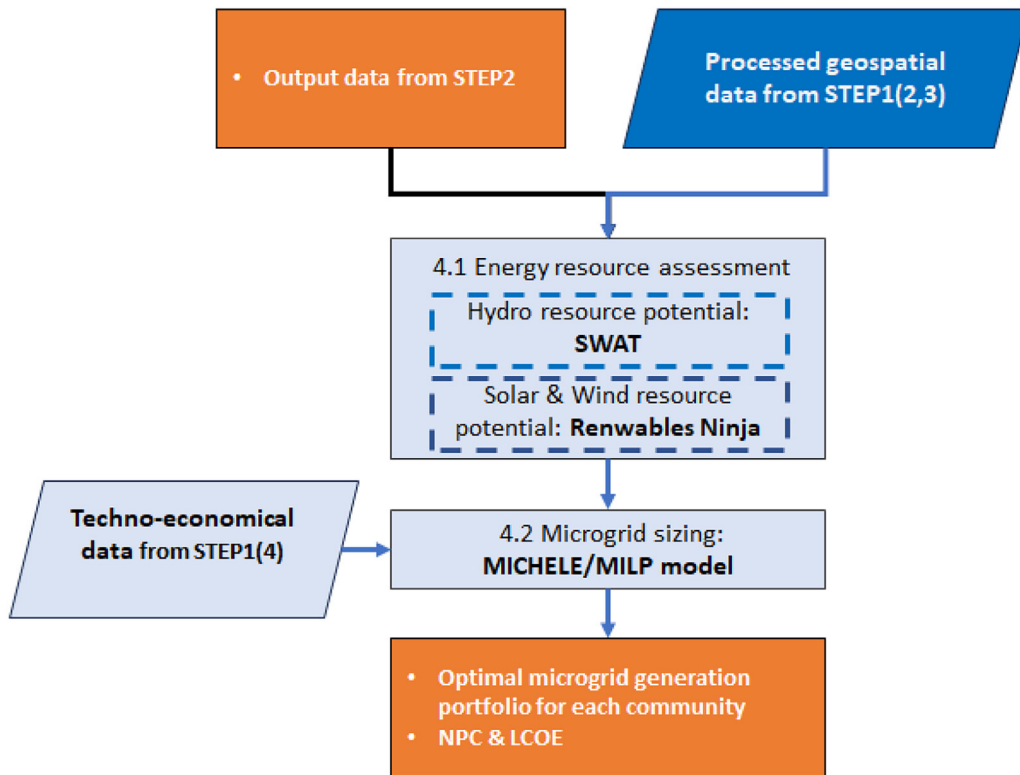 • Output data from STEP2
Processed geospatial
data from STEP1(2,3)
4.1 Energy resource assessment
Hydro resource potential:
SWAT
Solar & Wind resource
potential: Renwables Ninja
Techno-economical
data from STEP1(4)
4.2 Microgrid sizing:
MICHELE/MILP model
• Optimal microgrid generation
portfolio for each community
• NPC & LCOE